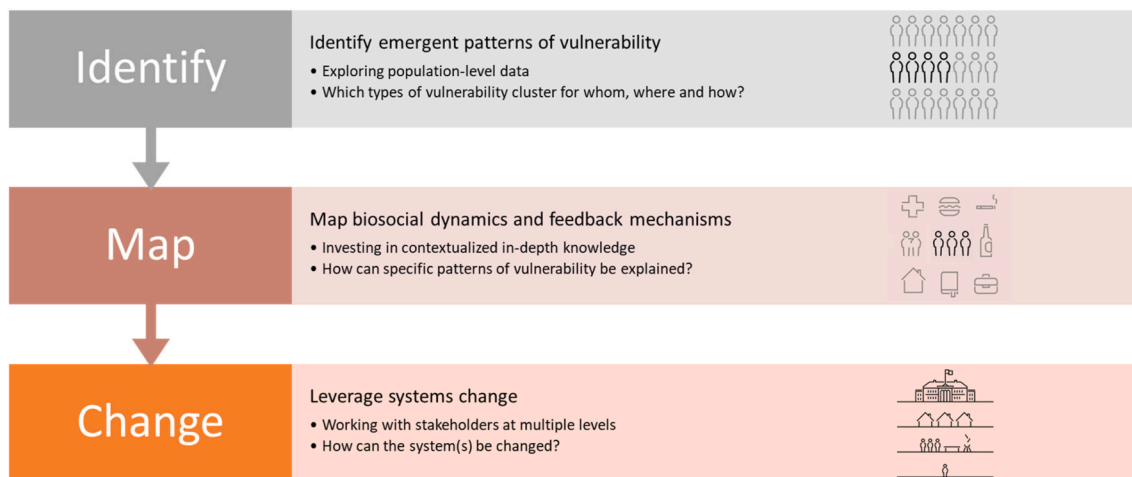 Identify
Identify emergent patterns of vulnerability
• Exploring population-level data
• Which types of vulnerability cluster for whom, where and how?
Map
Map biosocial dynamics and feedback mechanisms
• Investing in contextualized in-depth knowledge
• How can specific patterns of vulnerability be explained?
Change
Leverage systems change
• Working with stakeholders at multiple levels
• How can the system(s) be changed?